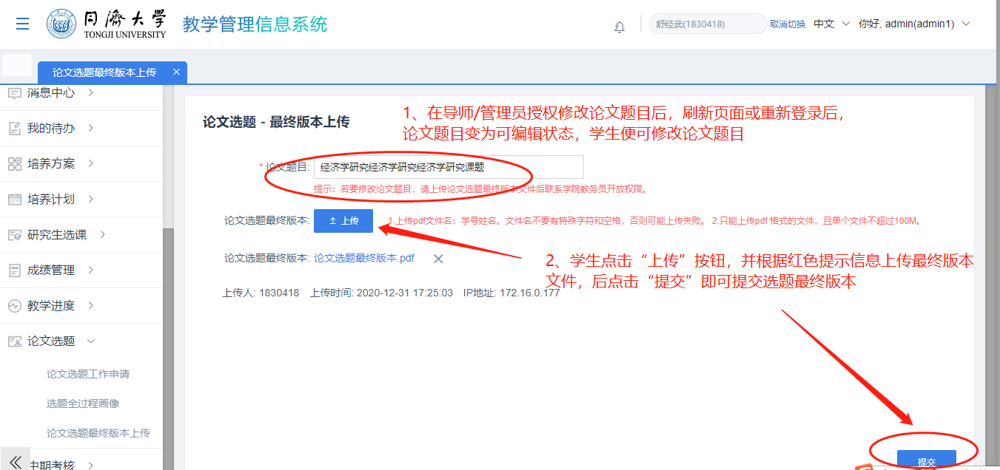 同濟大學
TONGJI UNIVERSITY
教学管理信息系统
舒经武(1830418)
取消切换
中文
你好, admin(admin1)
论文选题最终版本上传
消息中心
我的待办
培养方案
培养计划
研究生选课
成绩管理
教学进度
论文选题
论文选题工作申请
选题全过程画像
论文选题最终版本上传
中期考核
论文选题 - 最终版本上传
1、在导师/管理员授权修改论文题目后，刷新页面或重新登录后，
论文题目变为可编辑状态，学生便可修改论文题目
* 论文题目: 经济学研究经济学研究经济学研究课题
提示：若要修改论文题目，请上传论文选题最终版本文件后联系学院教务员开放权限。
论文选题最终版本: 上传 1.上传pdf文件名：学号姓名。文件名不要有特殊字符和空格，否则可能上传失败。 2.只能上传pdf 格式的文件，且单个文件不超过100M。
论文选题最终版本: 论文选题最终版本.pdf
2、学生点击“上传”按钮，并根据红色提示信息上传最终版本
文件，后点击“提交”即可提交选题最终版本
上传人: 1830418 上传时间: 2020-12-31 17:25:03 IP地址: 172.16.0.177
提交